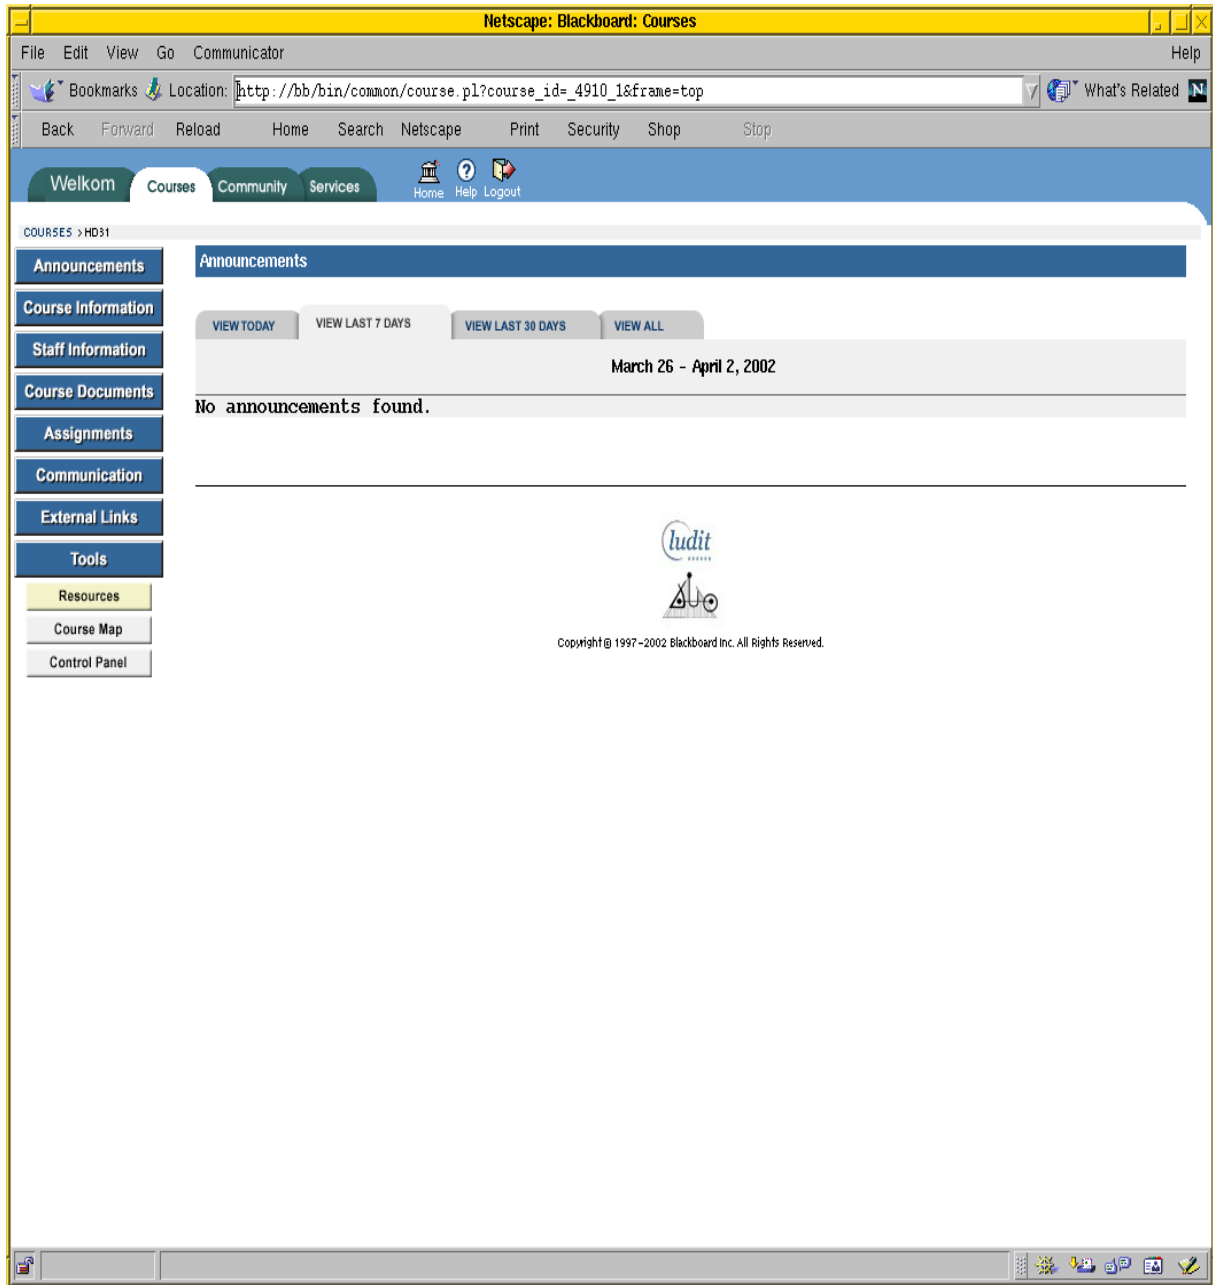 Netscape: Blackboard: Courses
File Edit View Go Communicator Help
Bookmarks Location: http://bb/bin/common/course.pl?course_id=_4910_1&frame=top What's Related N
Back Forward Reload Home Search Netscape Print Security Shop Stop
Welkom Courses Community Services Home Help Logout
COURSES > HD31
Announcements
Course Information
Staff Information
Course Documents
Assignments
Communication
External Links
Tools
Resources
Course Map
Control Panel
Announcements
VIEW TODAY VIEW LAST 7 DAYS VIEW LAST 30 DAYS VIEW ALL
March 26 - April 2, 2002
No announcements found.
ludit
Copyright © 1997-2002 Blackboard Inc. All Rights Reserved.